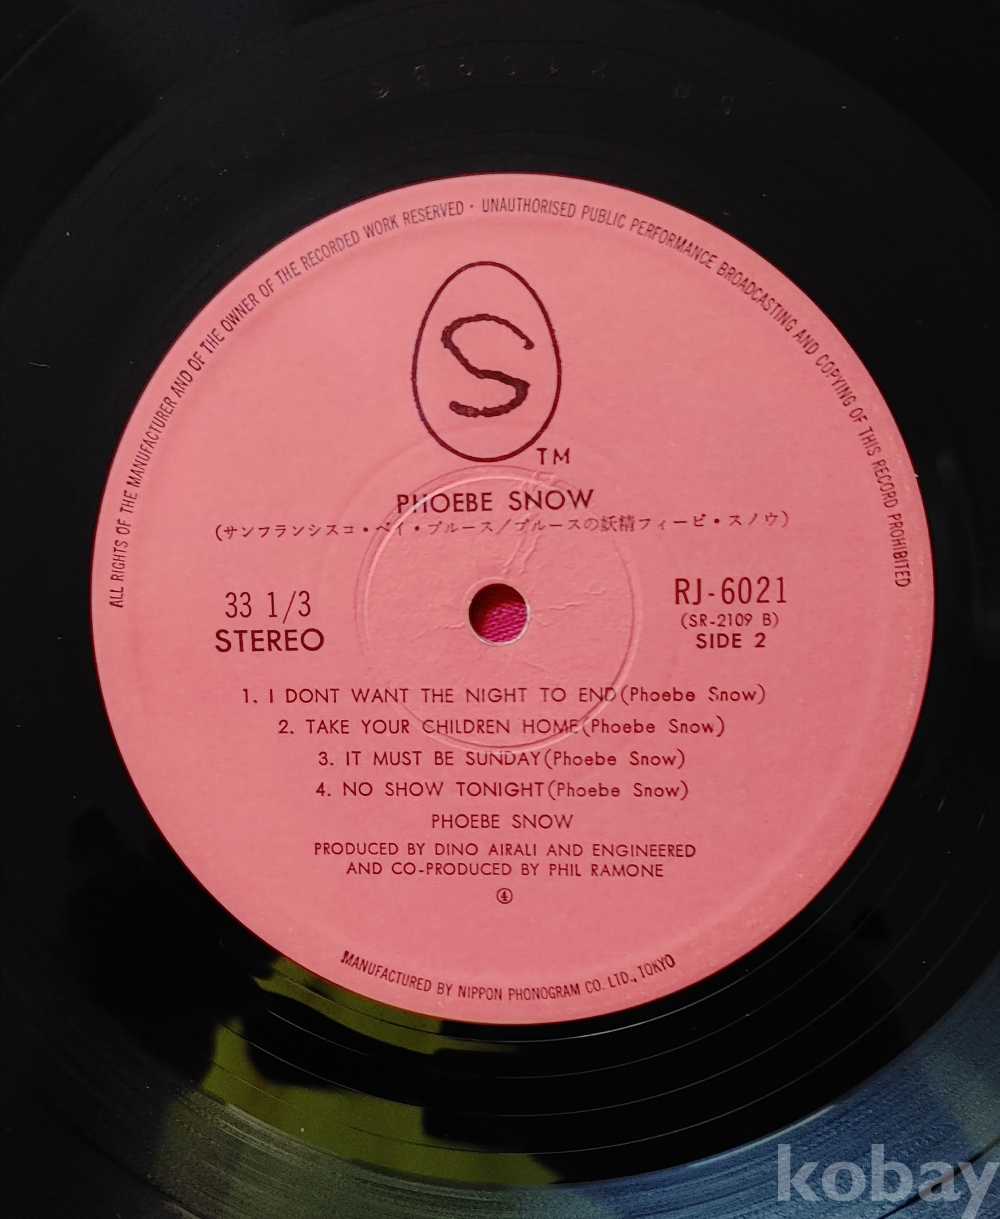 ALL RIGHTS OF THE MANUFACTURER AND OF THE OWNER OF THE RECORDED WORK RESERVED · UNAUTHORISED PUBLIC PERFORMANCE BROADCASTING AND COPYING OF THIS RECORD PROHIBITED
S
TM
PHOEBE SNOW
(サンフランシスコ・ベイ・ブルース/ブルースの妖精フィービ・スノウ)
33 1/3
STEREO
RJ-6021
(SR-2109 B)
SIDE 2
1. I DONT WANT THE NIGHT TO END(Phoebe Snow)
2. TAKE YOUR CHILDREN HOME(Phoebe Snow)
3. IT MUST BE SUNDAY(Phoebe Snow)
4. NO SHOW TONIGHT(Phoebe Snow)
PHOEBE SNOW
PRODUCED BY DINO AIRALI AND ENGINEERED
AND CO-PRODUCED BY PHIL RAMONE
④
MANUFACTURED BY NIPPON PHONOGRAM CO. LTD., TOKYO
kobay